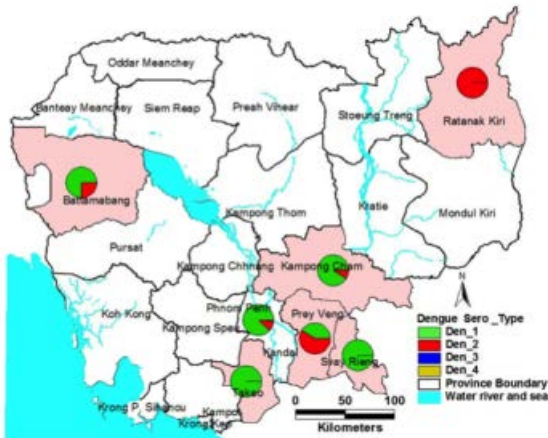 Oddar Meanchey
Banteay Meanchey
Siem Reap
Preah Vihear
Stoeung Treng
Ratanak Kiri
Battamabang
Kampong Thom
Kratie
Mondul Kiri
Pursat
Kampong Chhnang
Kampong Cham
N
Koh Kong
Phnom Penh
Prey Veng
Kampong Speu
Kandal
Svay Rieng
Takeo
Krong P. Sihanou
Kampot
Krong Kep
Dengue Sero_Type
Den_1
Den_2
Den_3
Den_4
Province Boundary
Water river and sea
100 0 100
Kilometers